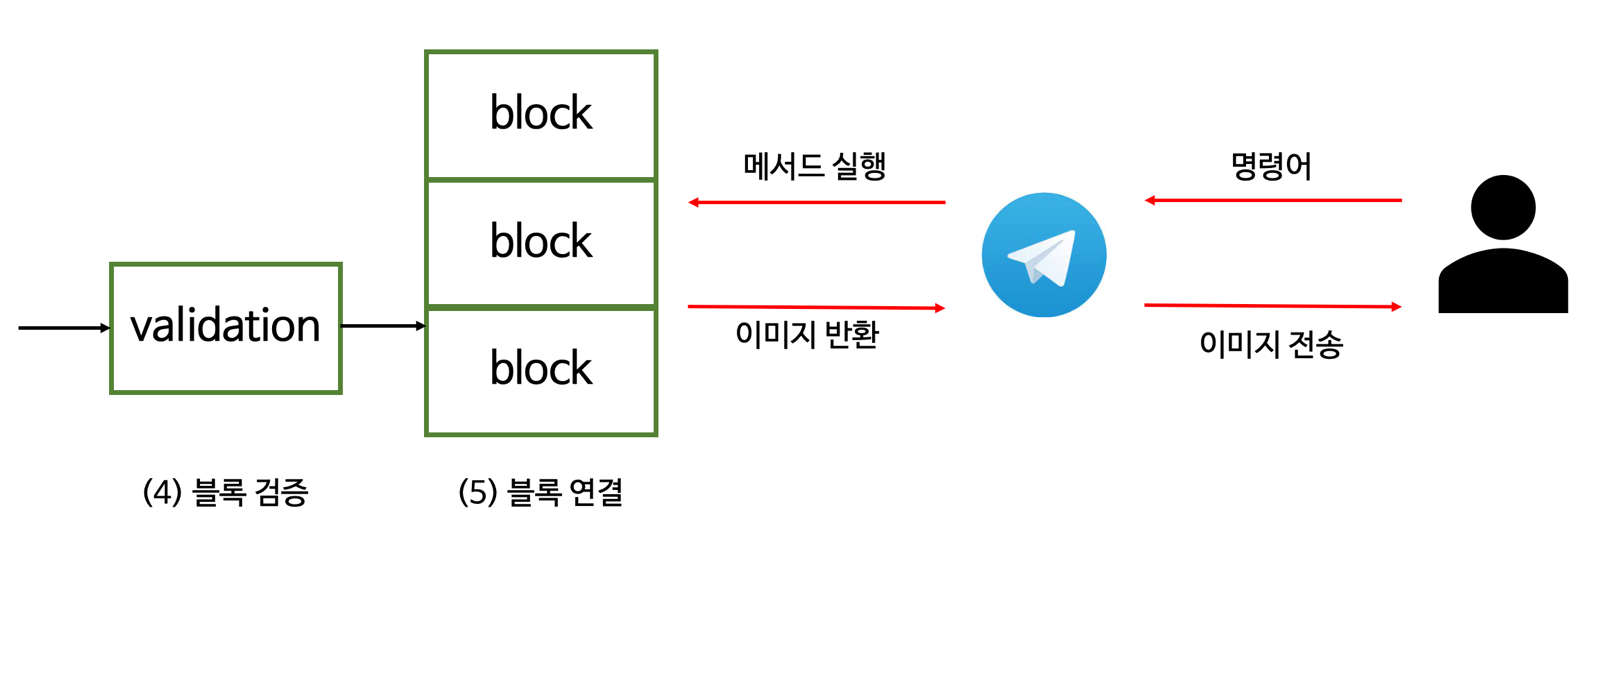 block
메서드 실행
명령어
block
validation
이미지 반환
이미지 전송
block
(4) 블록 검증
(5) 블록 연결